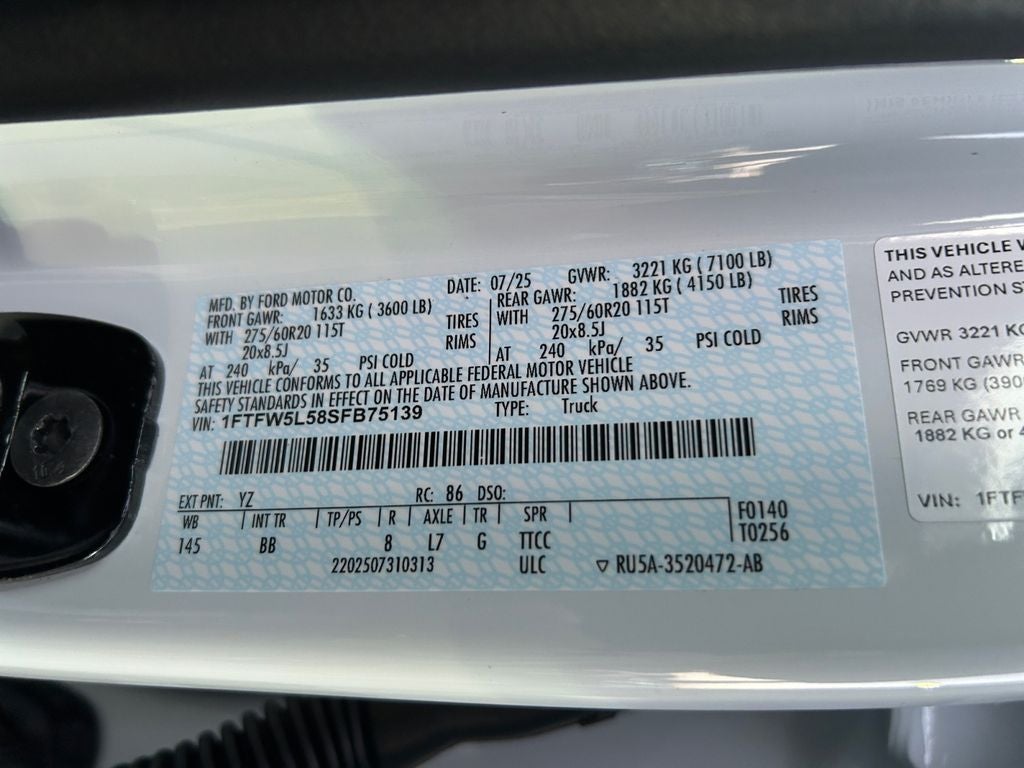 MFD. BY FORD MOTOR CO. DATE: 07/25 GVWR: 3221 KG ( 7100 LB)
FRONT GAWR: 1633 KG ( 3600 LB) REAR GAWR: 1882 KG ( 4150 LB)
WITH 275/60R20 115T TIRES WITH 275/60R20 115T TIRES
20x8.5J RIMS 20x8.5J RIMS
AT 240 kPa/ 35 PSI COLD AT 240 kPa/ 35 PSI COLD
THIS VEHICLE CONFORMS TO ALL APPLICABLE FEDERAL MOTOR VEHICLE
SAFETY STANDARDS IN EFFECT ON THE DATE OF MANUFACTURE SHOWN ABOVE.
VIN: 1FTFW5L58SFB75139 TYPE: Truck
EXT PNT: YZ RC: 86 DSO:
WB INT TR TP/PS R AXLE TR SPR F0140
145 BB 8 L7 G TTCC T0256
2202507310313 ULC ▽ RU5A-3520472-AB
THIS VEHICLE
AND AS ALTERE
PREVENTION ST
GVWR 3221 KG
FRONT GAWR
1769 KG (390
REAR GAWR
1882 KG or 4
VIN: 1FTF